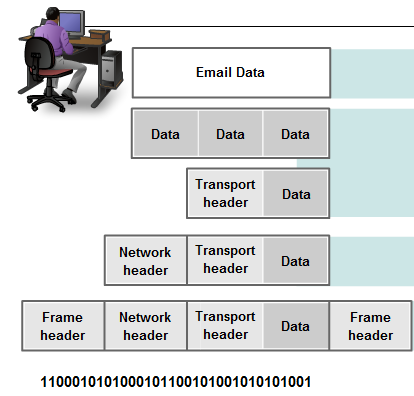 Email Data
Data Data Data
Transport header Data
Network header Transport header Data
Frame header Network header Transport header Data Frame header
1100010101000101100101001010101001